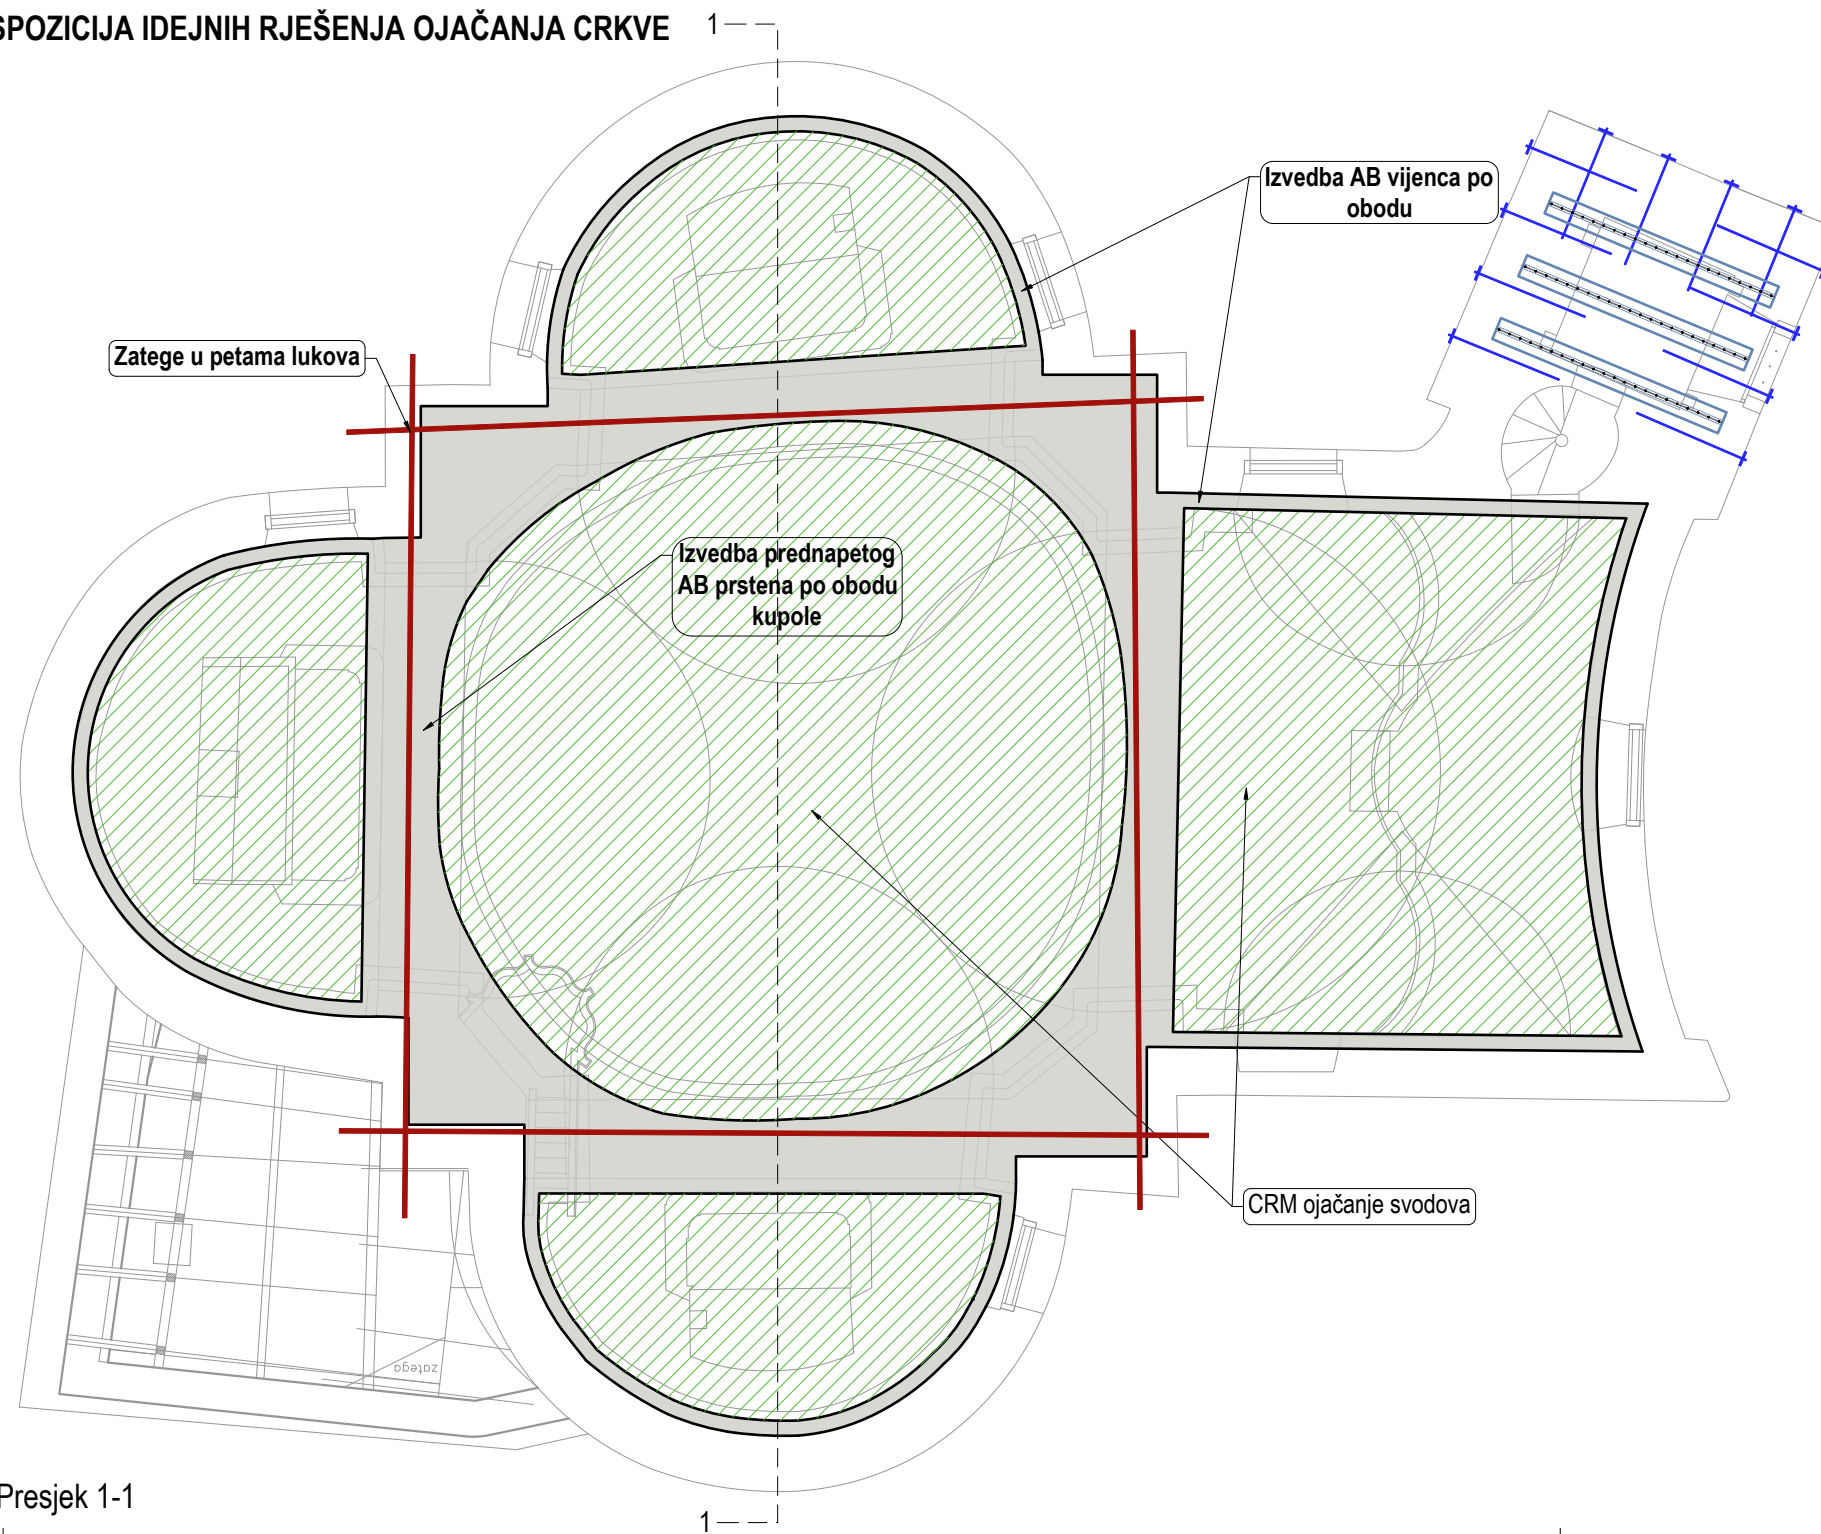 SPOZICIJA IDEJNIH RJEŠENJA OJAČANJA CRKVE
1
Izvedba AB vijenca po
obodu
Zatege u petama lukova
Izvedba prednapetog
AB prstena po obodu
kupole
CRM ojačanje svodova
zatega
Presjek 1-1
1